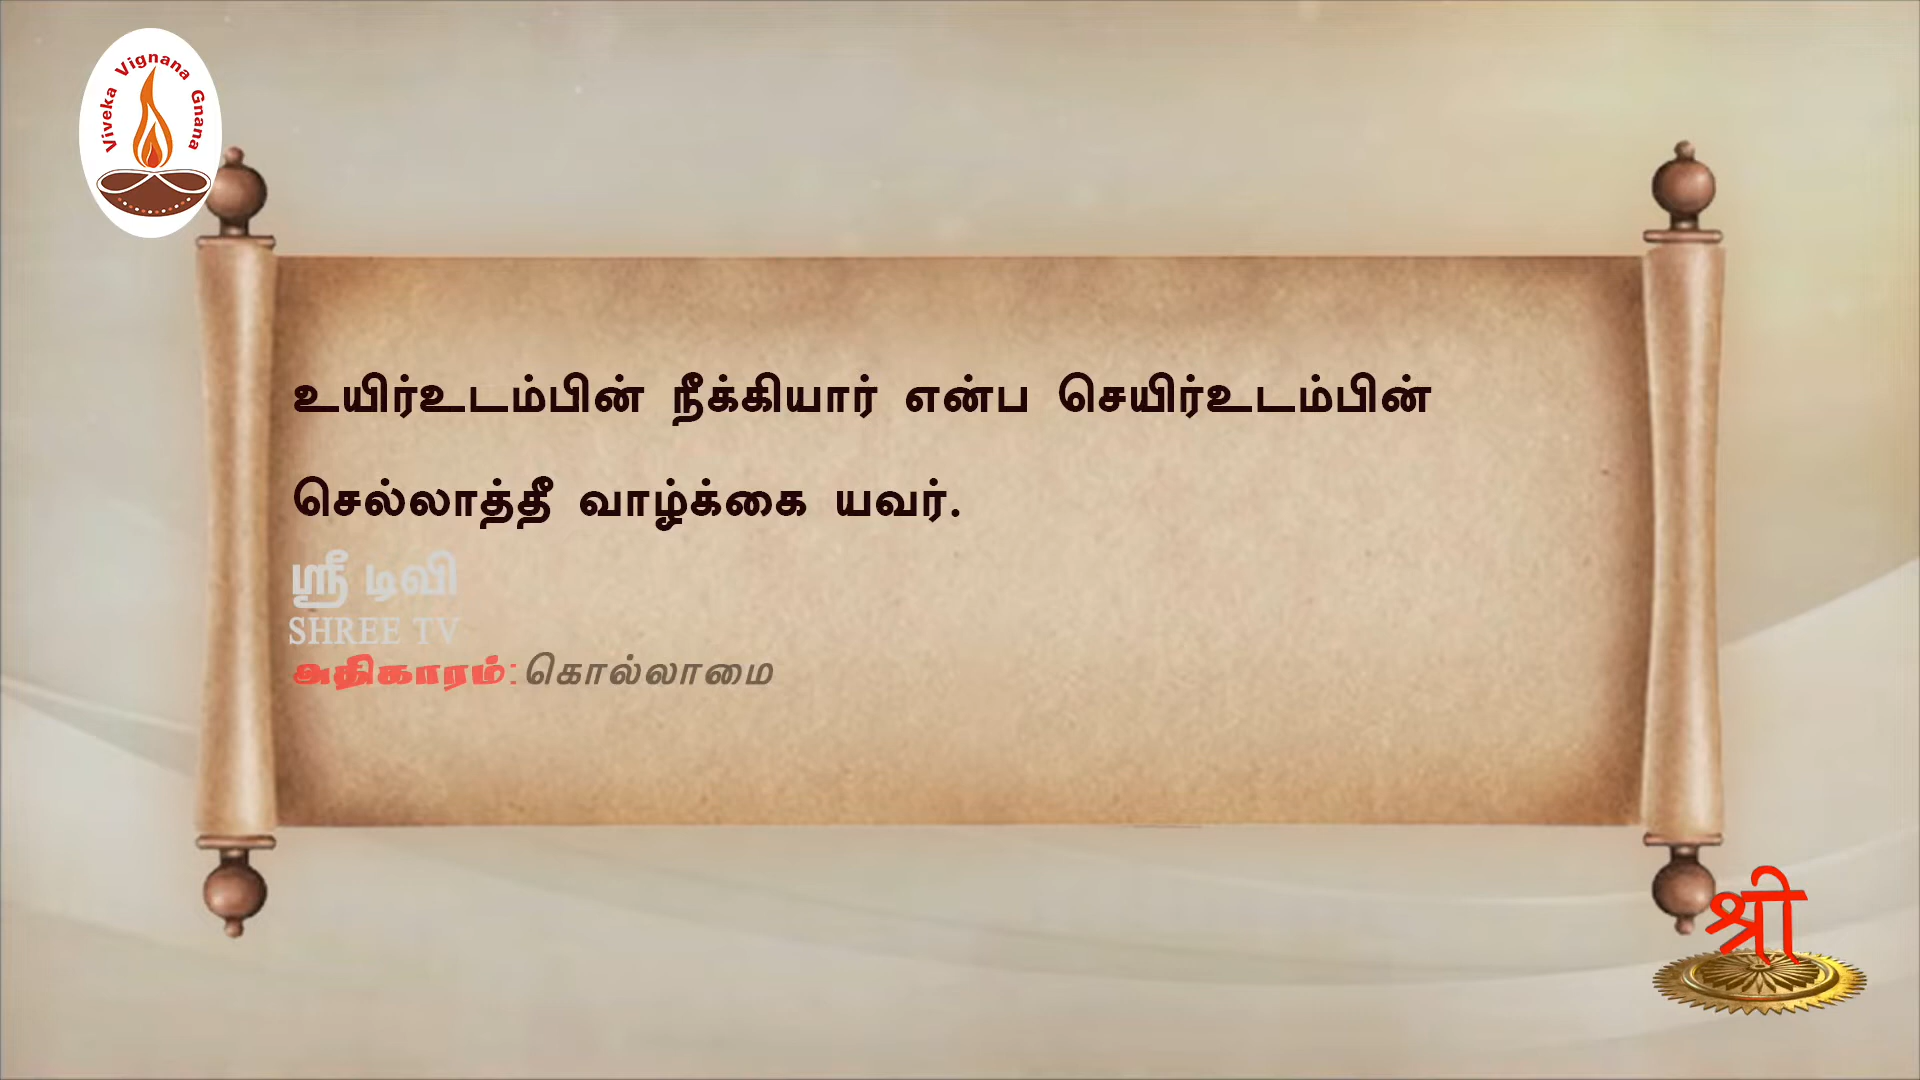 Viveka Vignana Gnana
உயிர்உடம்பின் நீக்கியார் என்ப செயிர்உடம்பின்
செல்லாத்தீ வாழ்க்கை யவர்.
ஸ்ரீ டிவி
SHREE TV
அதிகாரம்:கொல்லாமை
श्री